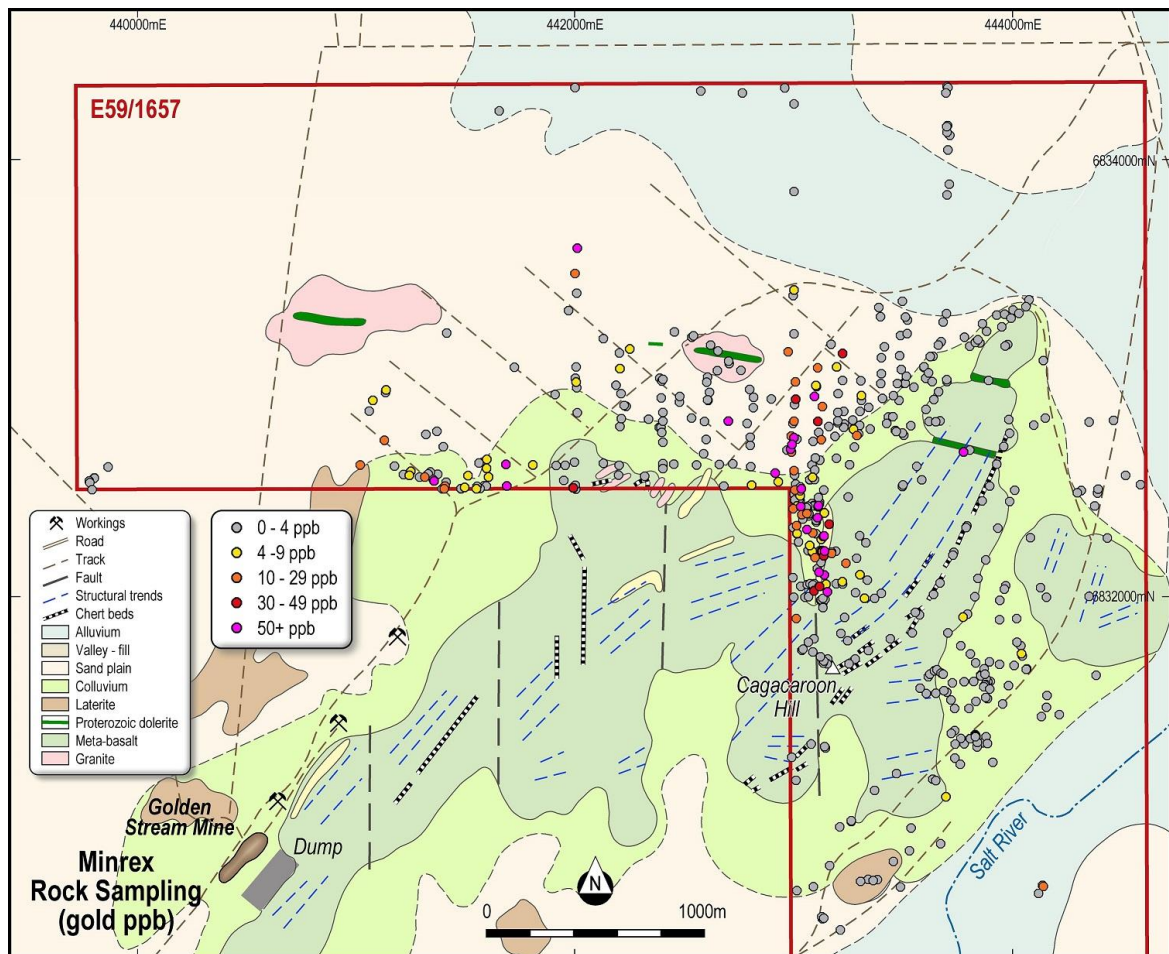 440000mE
442000mE
444000mE
E59/1657
6834000mN
Workings
Road
Track
Fault
Structural trends
Chert beds
Alluvium
Valley - fill
Sand plain
Colluvium
Laterite
Proterozoic dolerite
Meta-basalt
Granite
0 - 4 ppb
4 -9 ppb
10 - 29 ppb
30 - 49 ppb
50+ ppb
6832000mN
Cagacaroon
Hill
Golden
Stream Mine
Dump
Minrex
Rock Sampling
(gold ppb)
N
0
1000m
Salt River